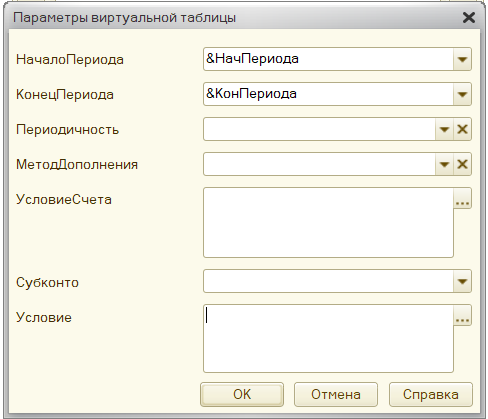 Параметры виртуальной таблицы
НачалоПериода &НачПериода
КонецПериода &КонПериода
Периодичность
МетодДополнения
УсловиеСчета
...
Субконто
Условие
...
OK Отмена Справка